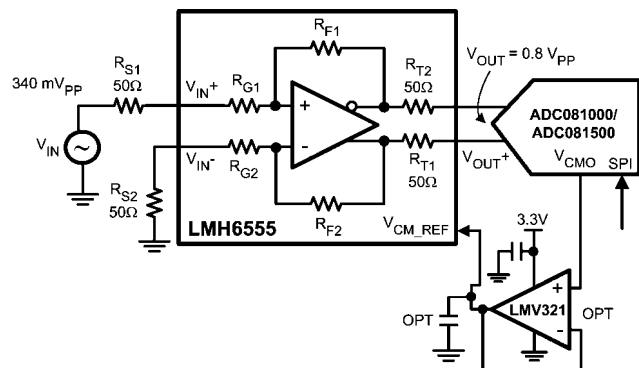 R_F1
R_S1
50Ω
340 mV_PP
V_IN+
R_G1
R_T2
50Ω
V_OUT = 0.8 V_PP
ADC081000/
ADC081500
V_IN
V_IN-
R_G2
+
-
R_T1
50Ω
V_OUT+
V_CMO
SPI
R_S2
50Ω
R_F2
LMH6555
V_CM_REF
3.3V
OPT
LMV321
+
-
OPT